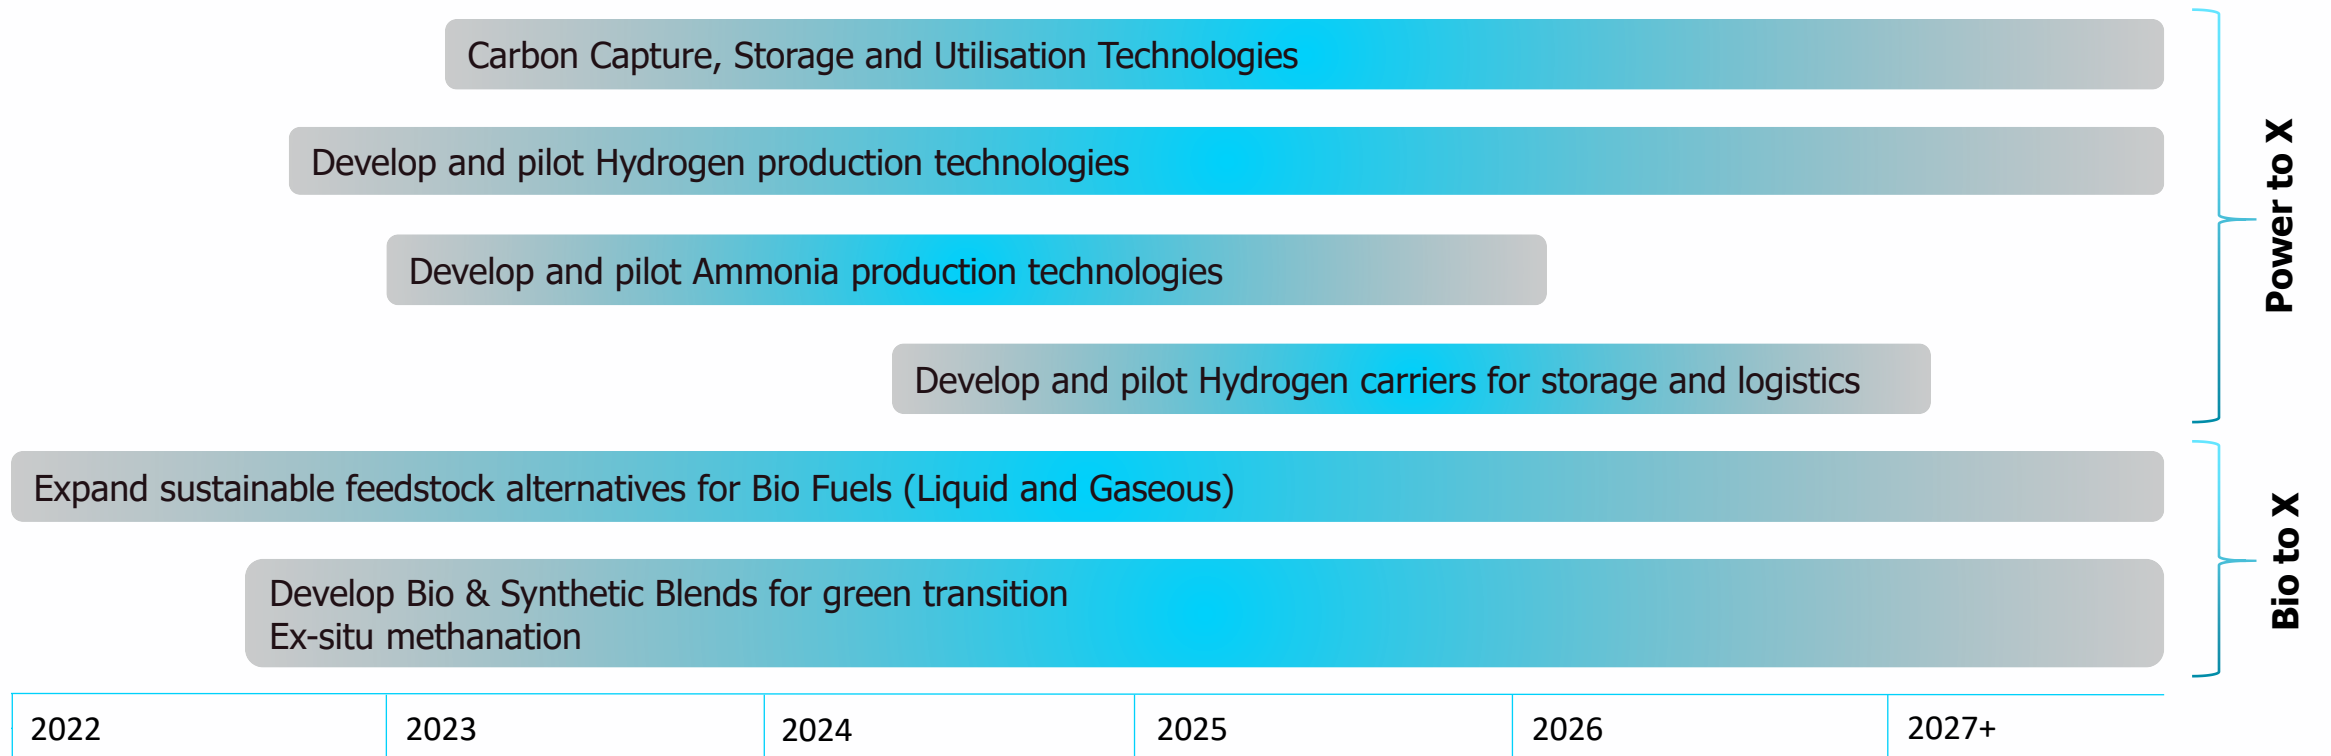 Carbon Capture, Storage and Utilisation Technologies
Develop and pilot Hydrogen production technologies
Develop and pilot Ammonia production technologies
Develop and pilot Hydrogen carriers for storage and logistics
Power to X
Expand sustainable feedstock alternatives for Bio Fuels (Liquid and Gaseous)
Develop Bio & Synthetic Blends for green transition
Ex-situ methanation
Bio to X
2022 2023 2024 2025 2026 2027+